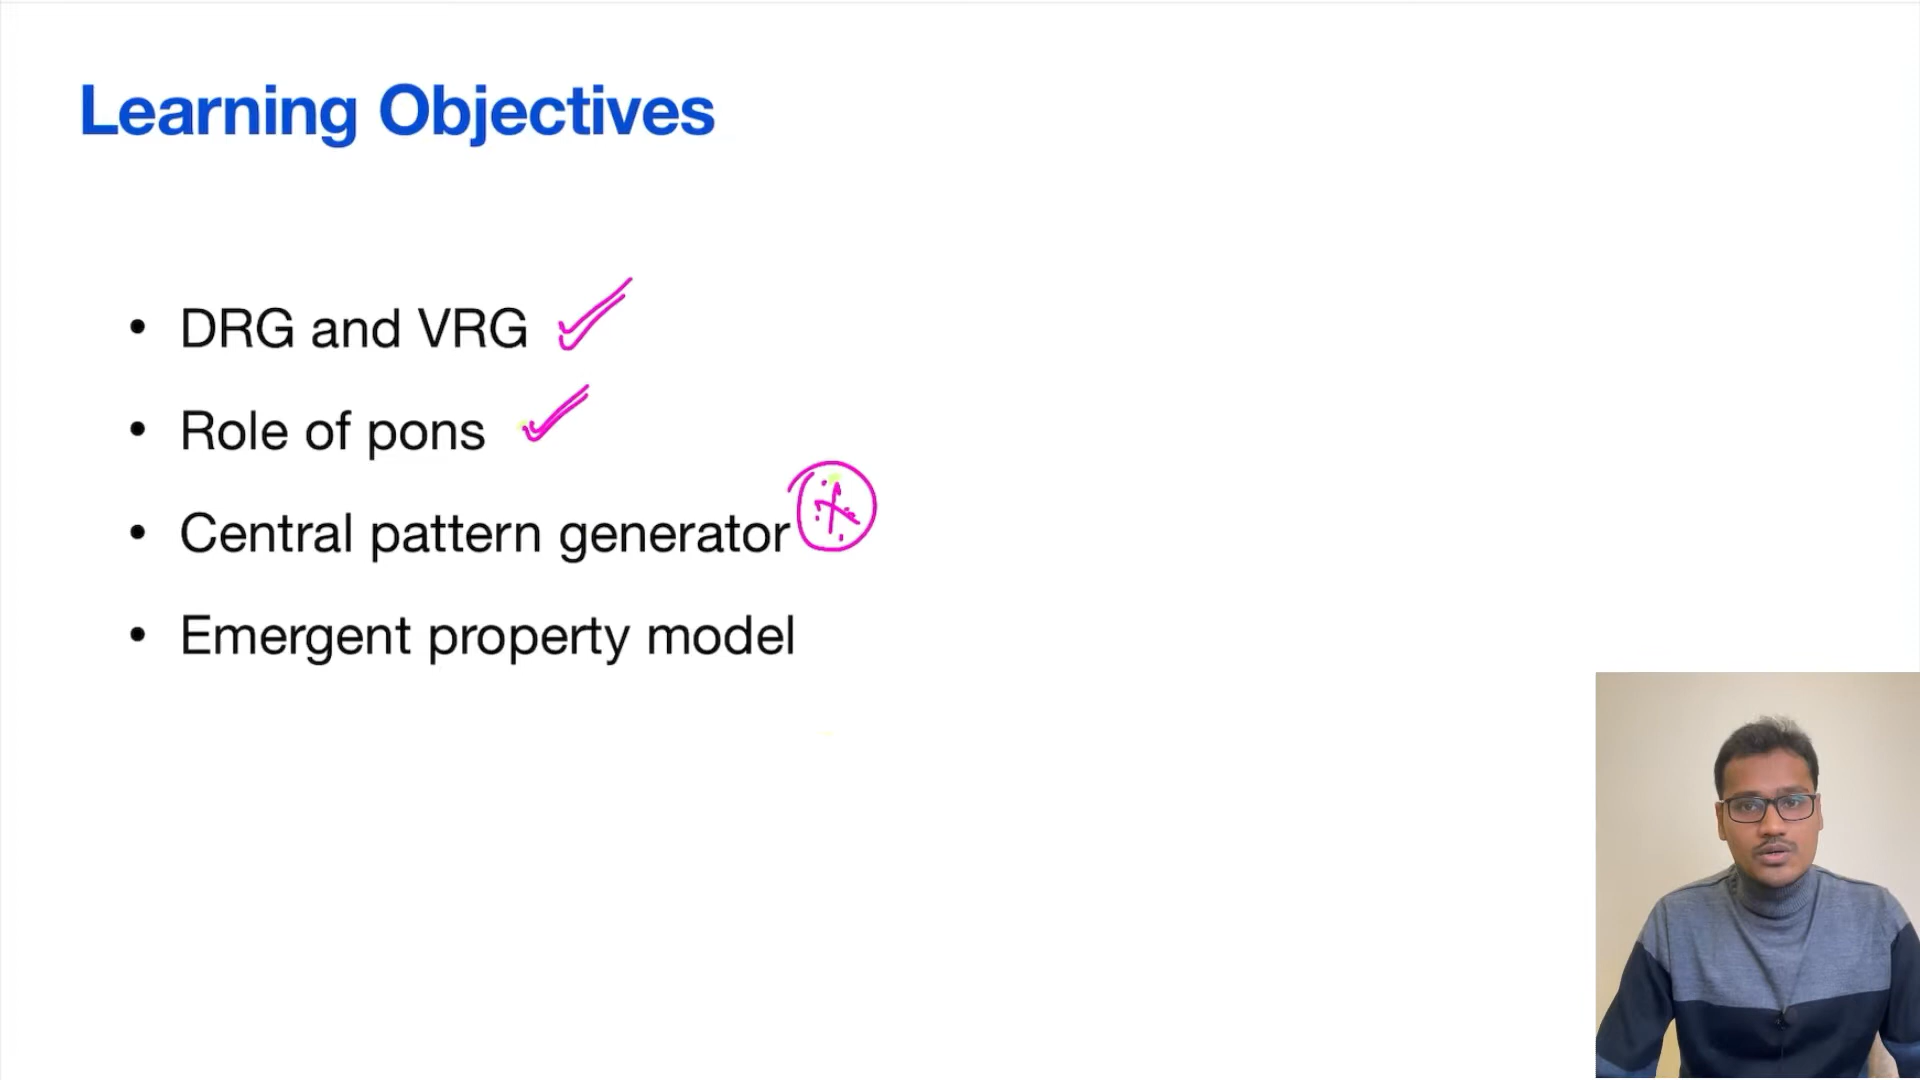 Learning Objectives
• DRG and VRG
• Role of pons
• Central pattern generator
• Emergent property model